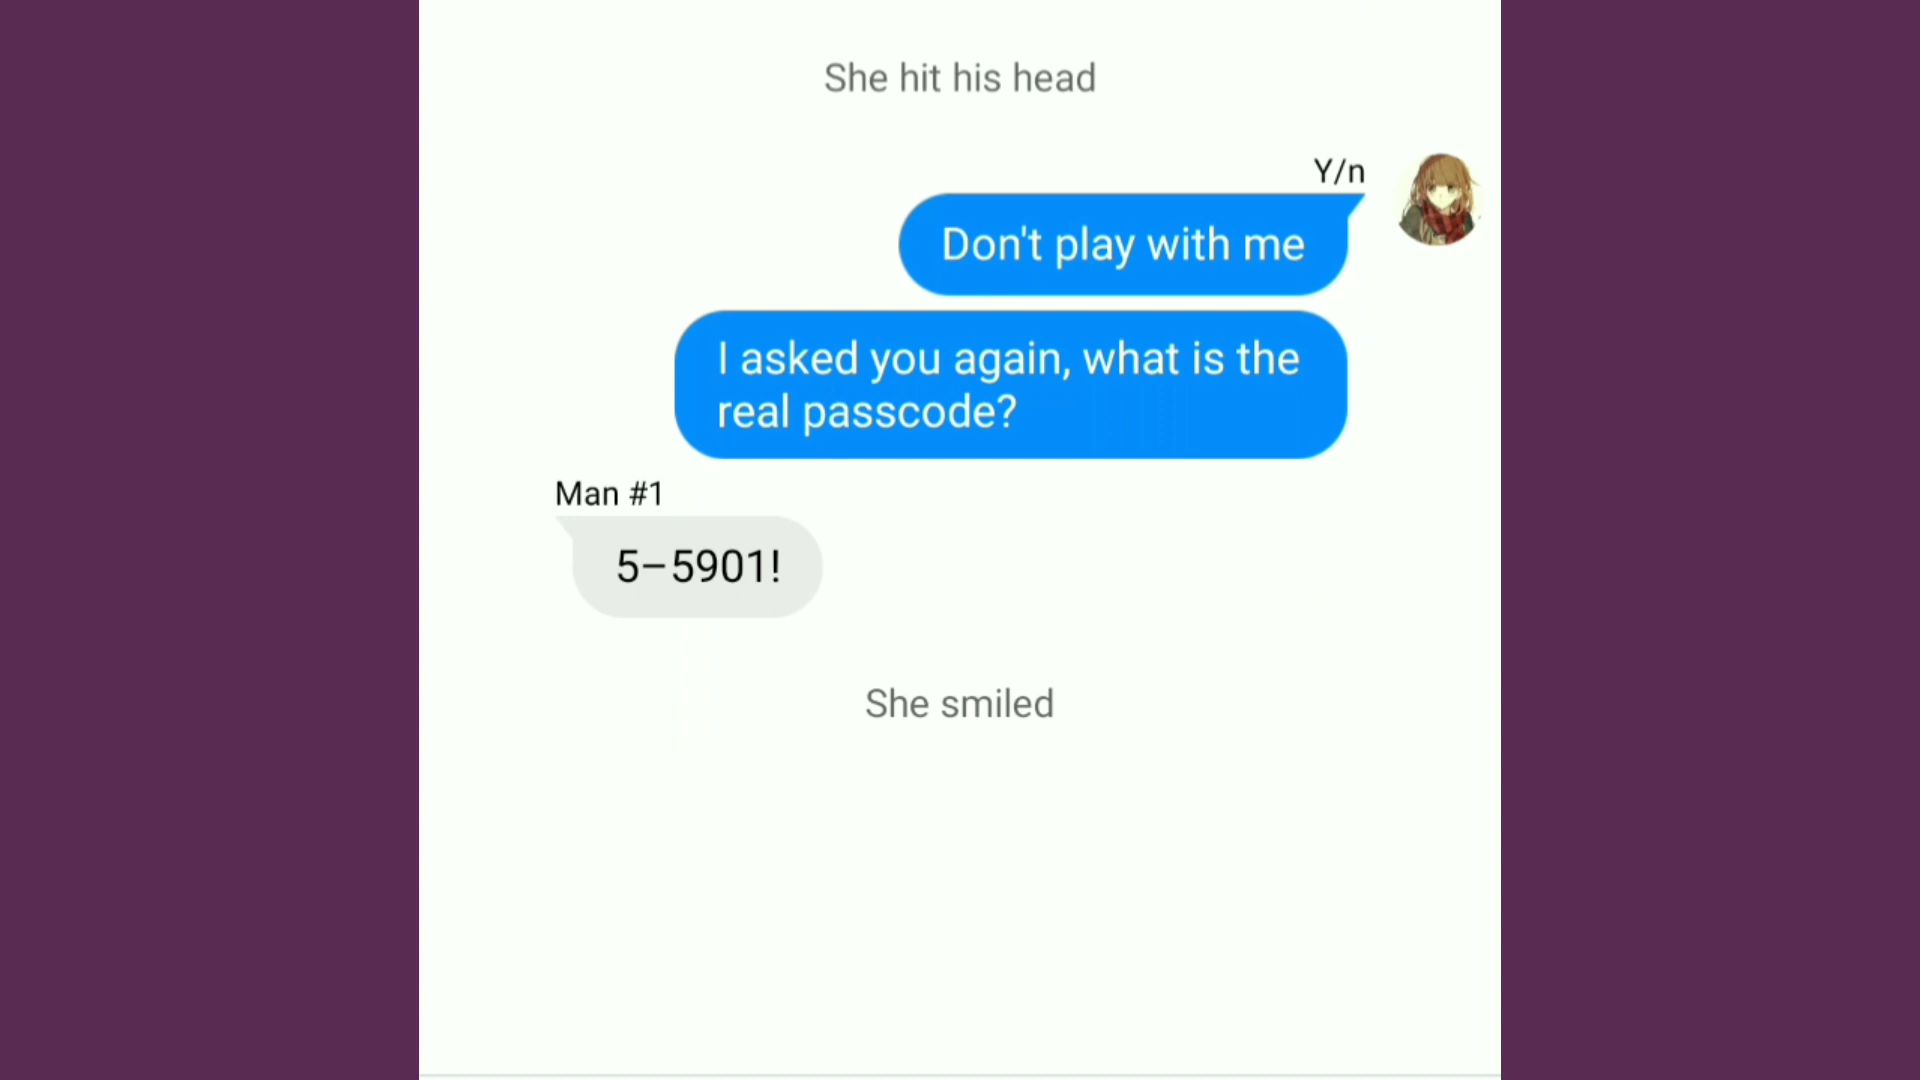 She hit his head
Y/n
Don't play with me
I asked you again, what is the
real passcode?
Man #1
5–5901!
She smiled